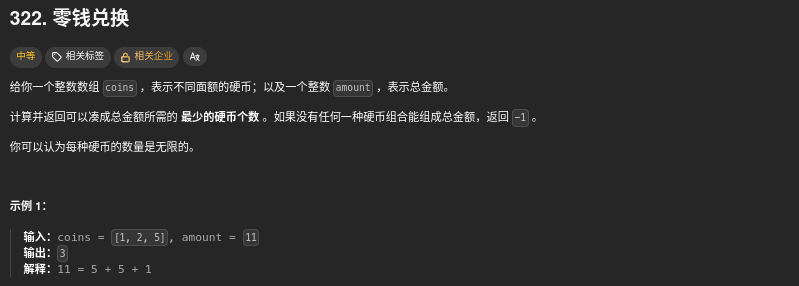 322. 零钱兑换
中等 相关标签 相关企业 Ax
给你一个整数数组 coins ，表示不同面额的硬币；以及一个整数 amount ，表示总金额。
计算并返回可以凑成总金额所需的 最少的硬币个数 。如果没有任何一种硬币组合能组成总金额，返回 -1 。
你可以认为每种硬币的数量是无限的。
示例 1：
输入：coins = [1, 2, 5], amount = 11
输出：3
解释：11 = 5 + 5 + 1